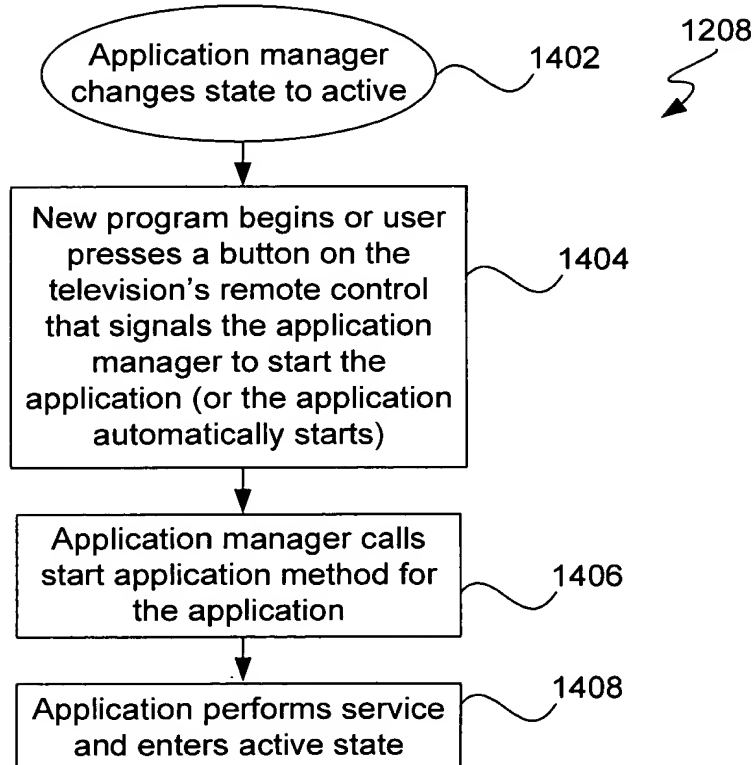 1208
Application manager
changes state to active
1402
New program begins or user
presses a button on the
television's remote control
that signals the application
manager to start the
application (or the application
automatically starts)
1404
Application manager calls
start application method for
the application
1406
Application performs service
and enters active state
1408